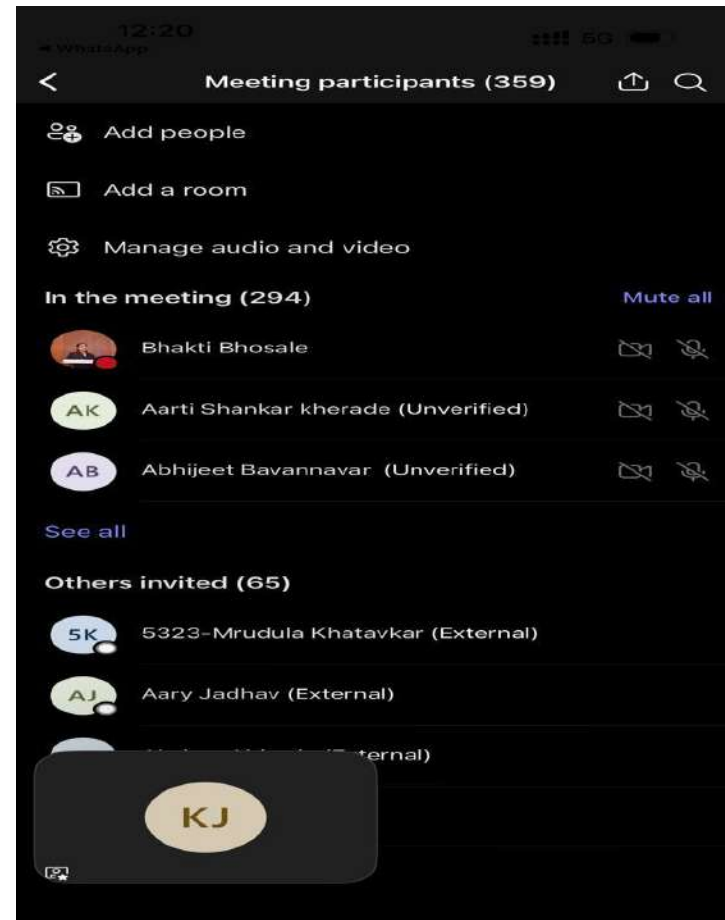 12:20
5G
WhatsApp
Meeting participants (359)
Add people
Add a room
Manage audio and video
In the meeting (294)
Mute all
Bhakti Bhosale
AK
Aarti Shankar kherade (Unverified)
AB
Abhijeet Bavannavar (Unverified)
See all
Others invited (65)
5K
5323-Mrudula Khatavkar (External)
AJ
Aary Jadhav (External)
KJ